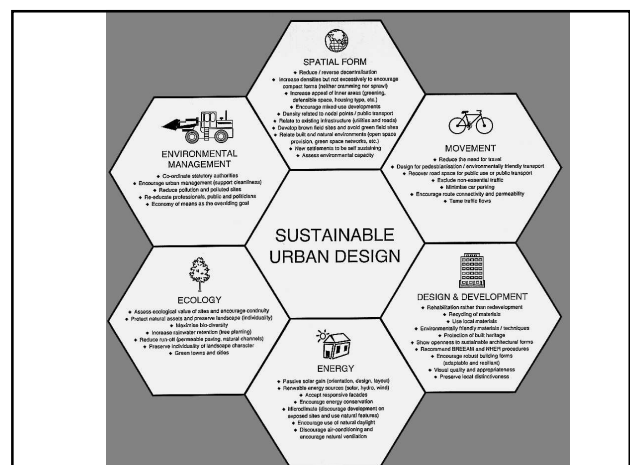 SPATIAL FORM
Reduce / reverse decentralisation
Increase densities but not excessively to encourage
compact forms (neither cramming nor sprawl)
Increase appeal of inner areas (greening,
defensible space, housing type, etc.)
Encourage mixed-use developments
Density related to nodal points / public transport
Relate to existing infrastructure (utilities and roads)
Develop brown field sites and avoid green field sites
Relate built and natural environments (open space
provision, green space networks, etc.)
New settlements to be self sustaining
Assess environmental capacity
MOVEMENT
Reduce the need for travel
Design for pedestrianisation / environmentally friendly transport
Recover road space for public use or public transport
Exclude non-essential traffic
Minimise car parking
Encourage route connectivity and permeability
Tame traffic flows
ENVIRONMENTAL
MANAGEMENT
Co-ordinate statutory authorities
Encourage urban management (support cleanliness)
Reduce pollution and polluted sites
Re-educate professionals, public and politicians
Economy of means as the overriding goal
SUSTAINABLE
URBAN DESIGN
DESIGN & DEVELOPMENT
Rehabilitation rather than redevelopment
Recycling of materials
Use local materials
Environmentally friendly materials / techniques
Protection of built heritage
Show openness to sustainable architectural forms
Recommend BREEAM and NHER procedures
Encourage robust building forms
(adaptable and resilient)
Visual quality and appropriateness
Preserve local distinctiveness
ECOLOGY
Assess ecological value of sites and encourage continuity
Protect natural assets and preserve landscape (individuality)
Maximise bio-diversity
Increase rainwater retention (tree planting)
Reduce run-off (permeable paving, natural channels)
Preserve individuality of landscape character
Green towns and cities
ENERGY
Passive solar gain (orientation, design, layout)
Renewable energy sources (solar, hydro, wind)
Accept responsive facades
Encourage energy conservation
Microclimate (discourage development on
exposed sites and use natural features)
Encourage use of natural daylight
Discourage air-conditioning and
encourage natural ventilation